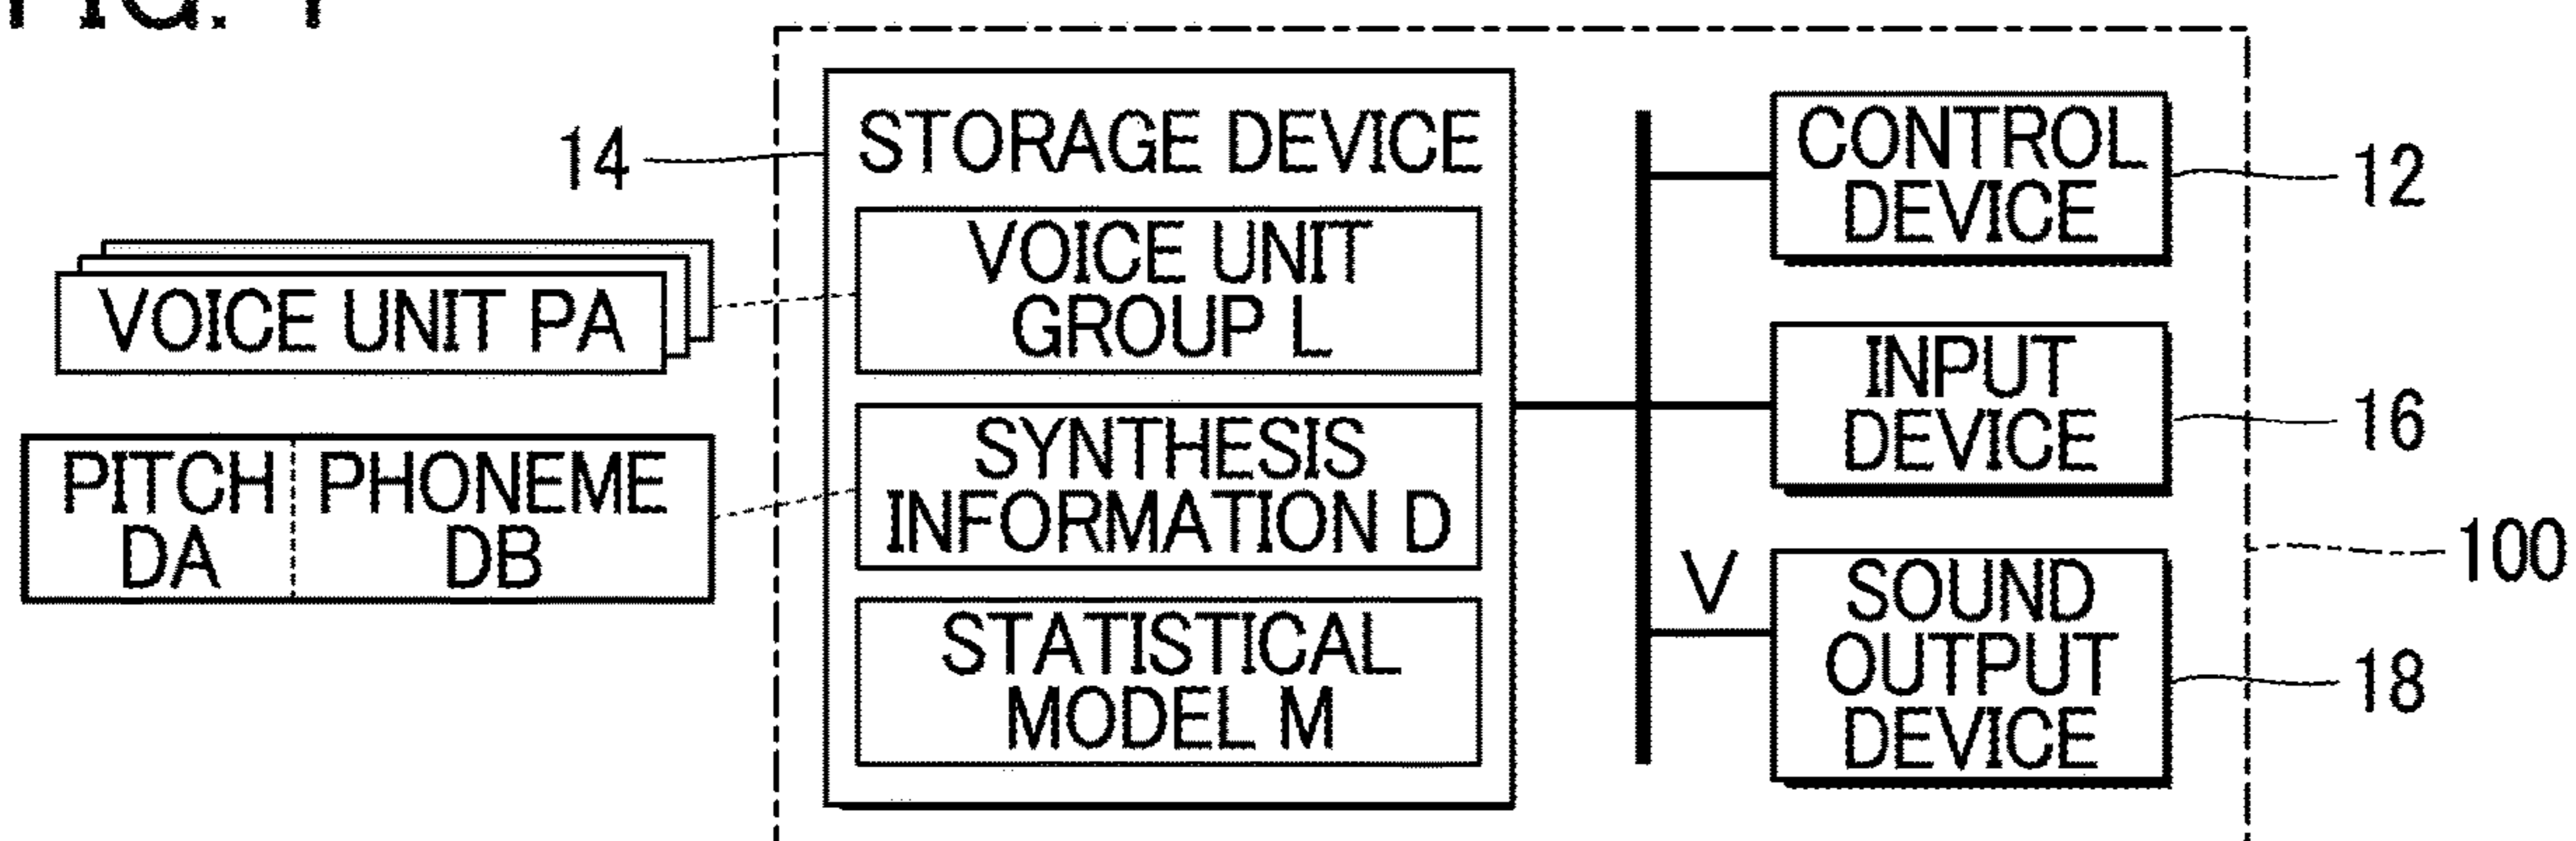 FIG. 1
14
STORAGE DEVICE
VOICE UNIT
GROUP L
SYNTHESIS
INFORMATION D
STATISTICAL
MODEL M
VOICE UNIT PA
PITCH
DA
PHONEME
DB
CONTROL
DEVICE
12
INPUT
DEVICE
16
V
SOUND
OUTPUT
DEVICE
18
100